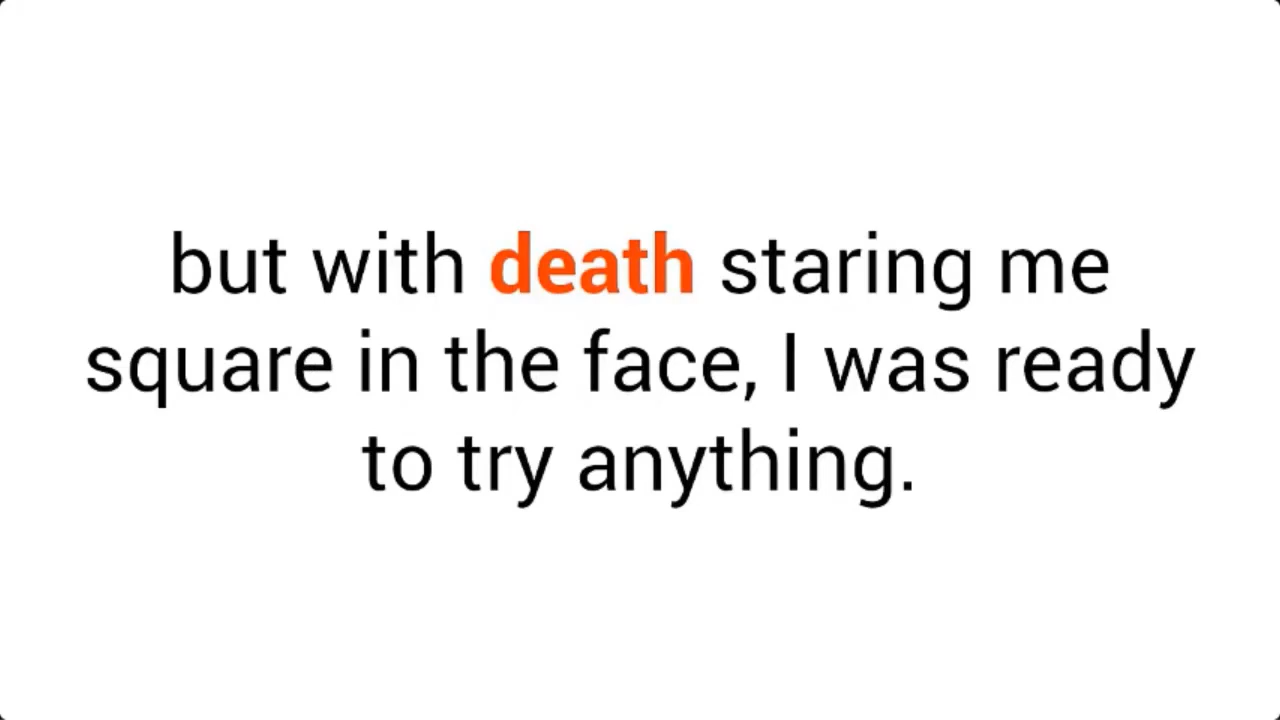 but with death staring me
square in the face, I was ready
to try anything.